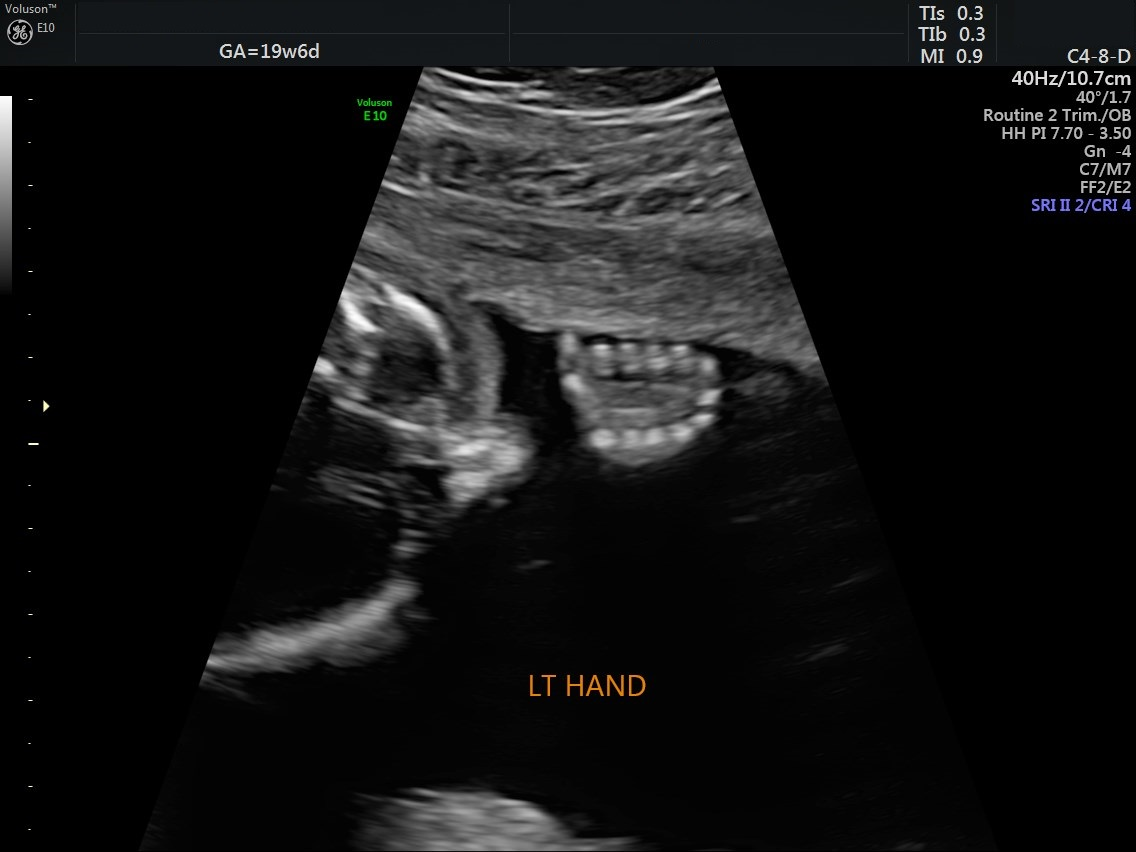 Voluson™
E10
GA=19w6d
TIs 0.3
TIb 0.3
MI 0.9
C4-8-D
40Hz/10.7cm
40°/1.7
Routine 2 Trim./OB
HH PI 7.70 - 3.50
Gn -4
C7/M7
FF2/E2
SRI II 2/CRI 4
Voluson
E10
LT HAND